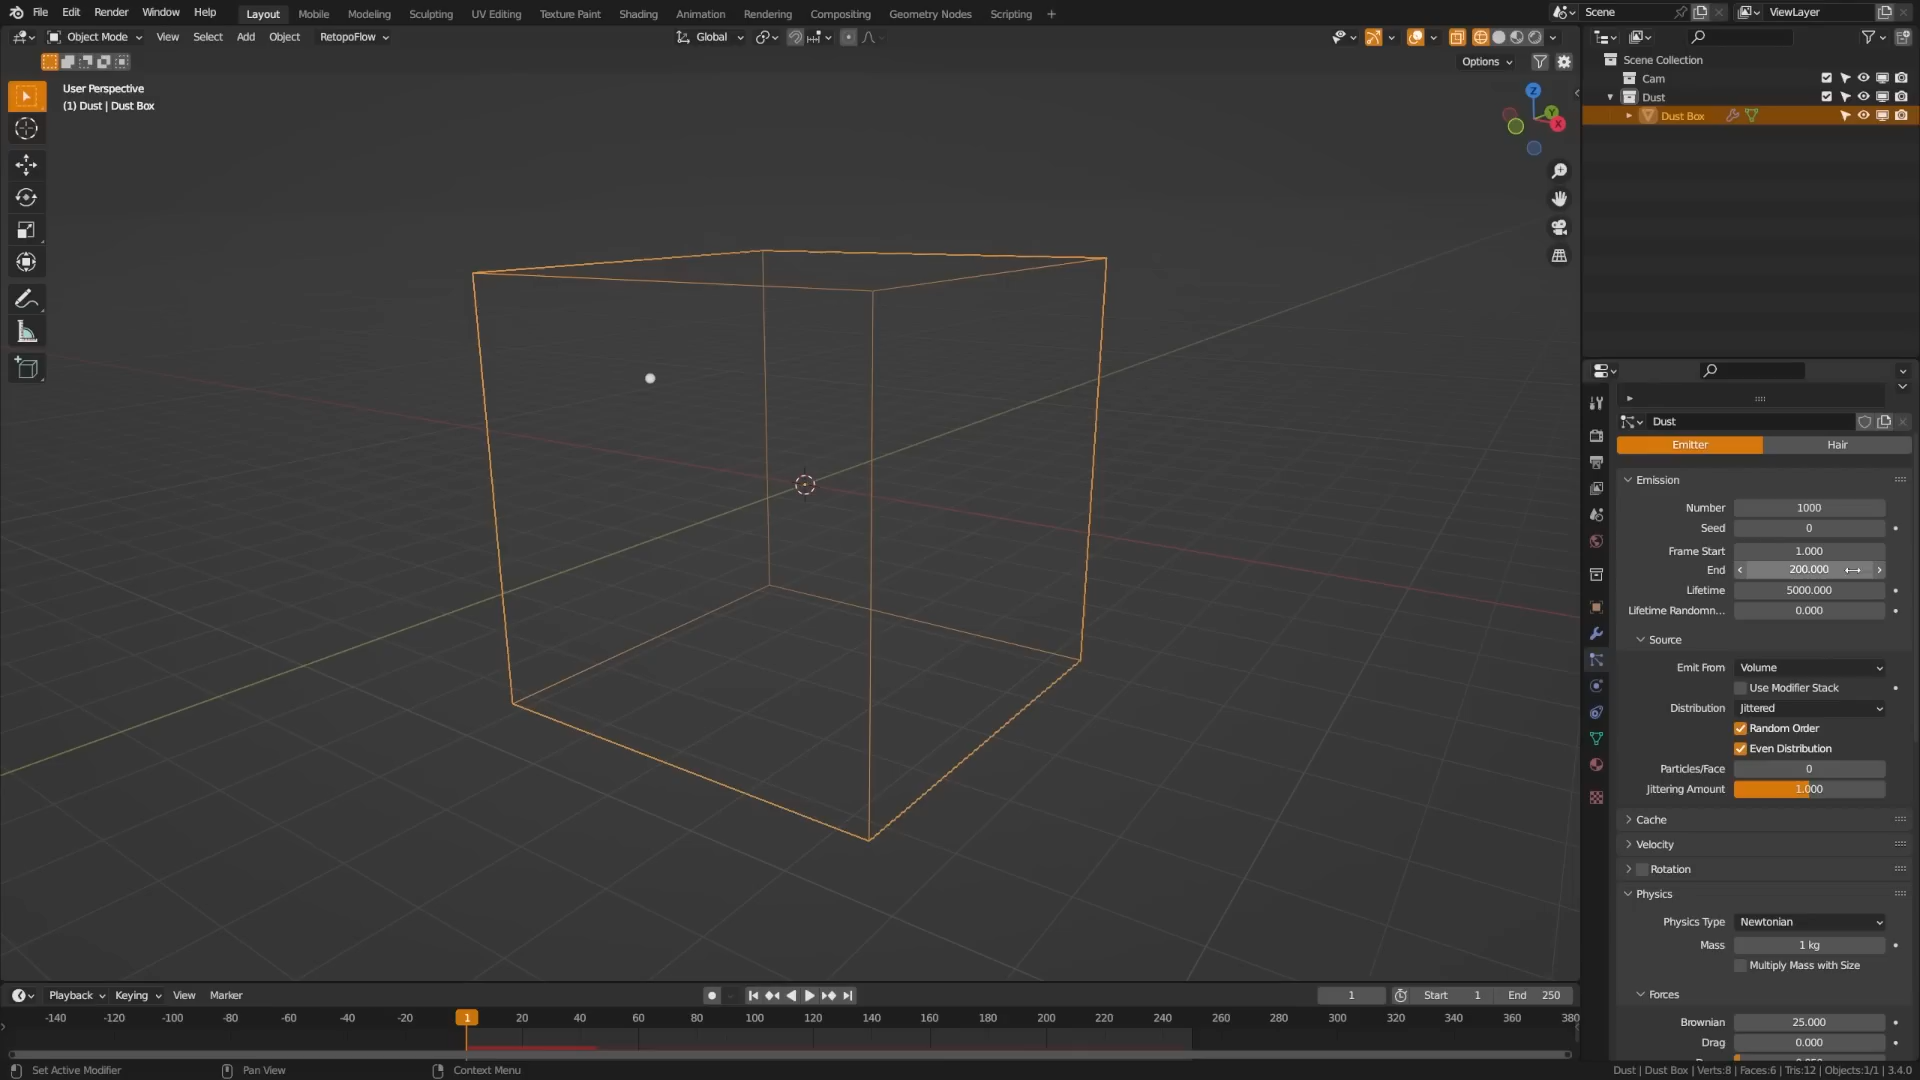 File Edit Render Window Help Layout Mobile Modeling Sculpting UV Editing Texture Paint Shading Animation Rendering Compositing Geometry Nodes Scripting + Scene ViewLayer
Object Mode View Select Add Object RetopoFlow Global
Options
User Perspective
(1) Dust | Dust Box
Z
Y
X
Scene Collection
Cam
Dust
Dust Box
Dust
Emitter Hair
Emission
Number 1000
Seed 0
Frame Start 1.000
End 200.000
Lifetime 5000.000
Lifetime Randomn... 0.000
Source
Emit From Volume
Use Modifier Stack
Distribution Jittered
Random Order
Even Distribution
Particles/Face 0
Jittering Amount 1.000
Cache
Velocity
Rotation
Physics
Physics Type Newtonian
Mass 1 kg
Multiply Mass with Size
Forces
Brownian 25.000
Drag 0.000
Playback Keying View Marker 1 Start 1 End 250
-140 -120 -100 -80 -60 -40 -20 1 20 40 60 80 100 120 140 160 180 200 220 240 260 280 300 320 340 360 380
Set Active Modifier Pan View Context Menu Dust | Dust Box | Verts:8 | Faces:6 | Tris:12 | Objects:1/1 | 3.4.0